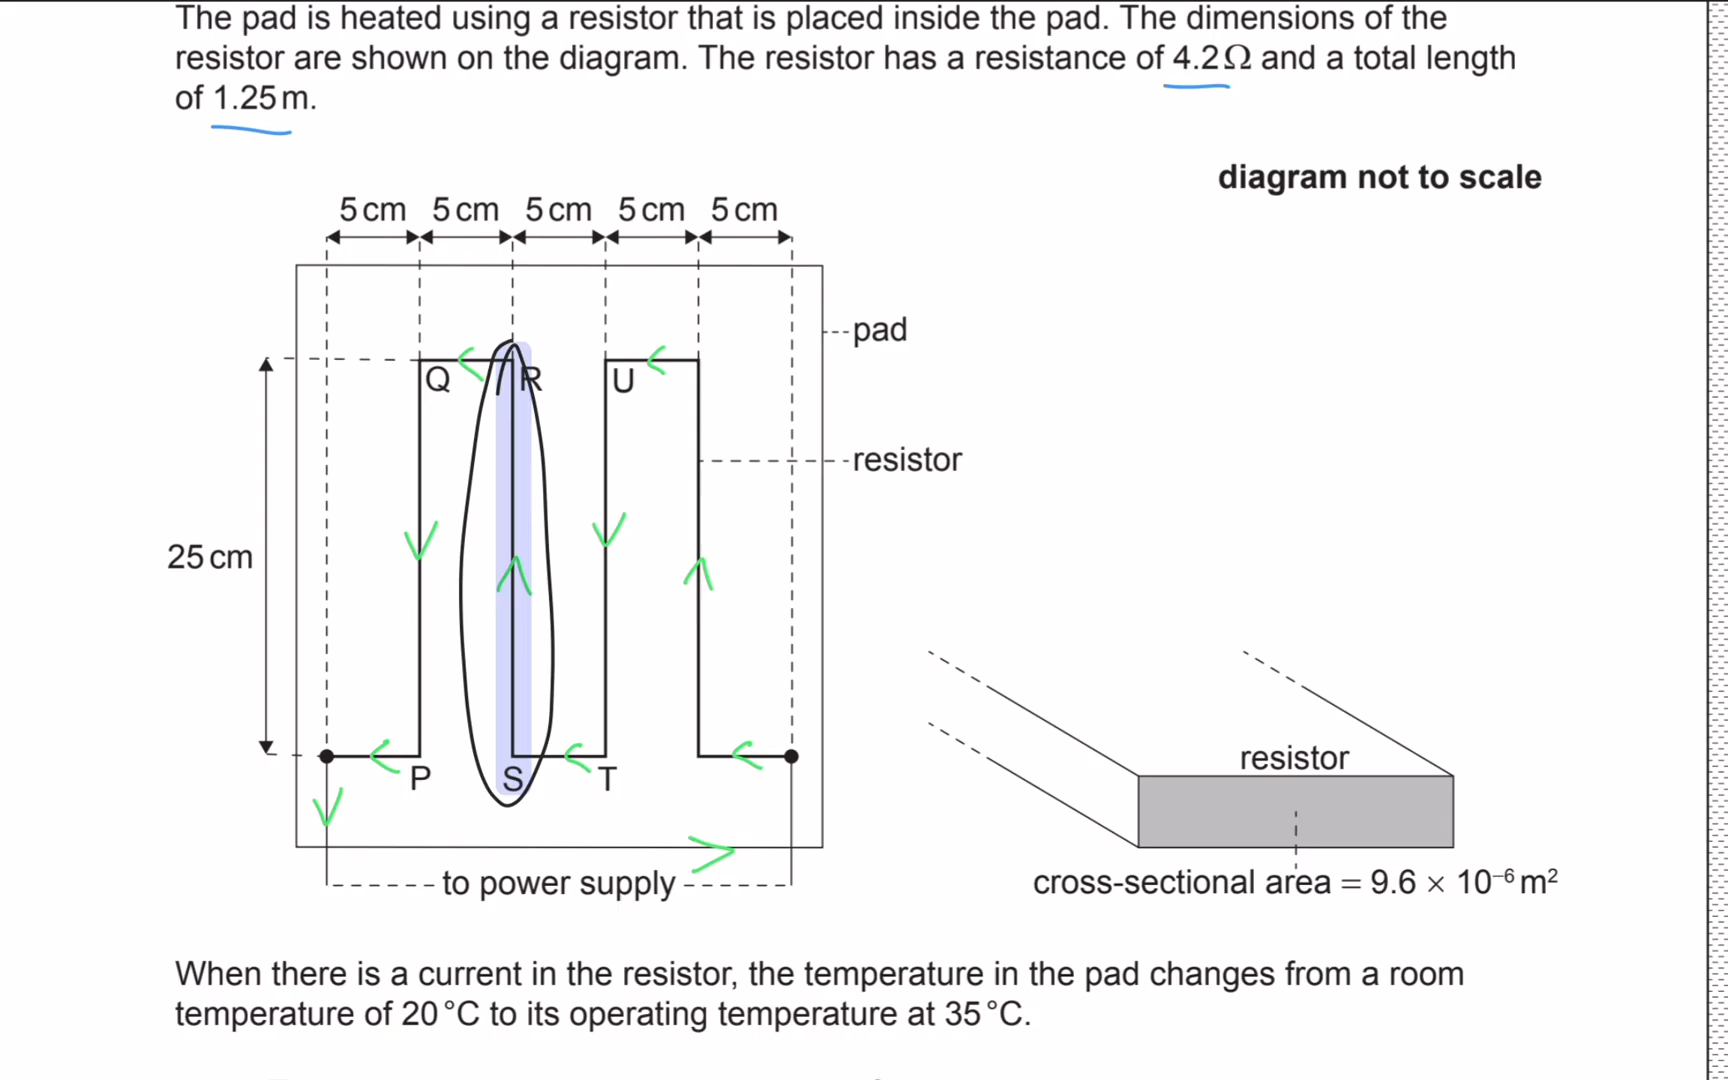 The pad is heated using a resistor that is placed inside the pad. The dimensions of the
resistor are shown on the diagram. The resistor has a resistance of 4.2Ω and a total length
of 1.25m.
diagram not to scale
5cm 5cm 5cm 5cm 5cm
pad
Q R U
resistor
25cm
P S T
resistor
to power supply
cross-sectional area = 9.6 × 10⁻⁶m²
When there is a current in the resistor, the temperature in the pad changes from a room
temperature of 20°C to its operating temperature at 35°C.